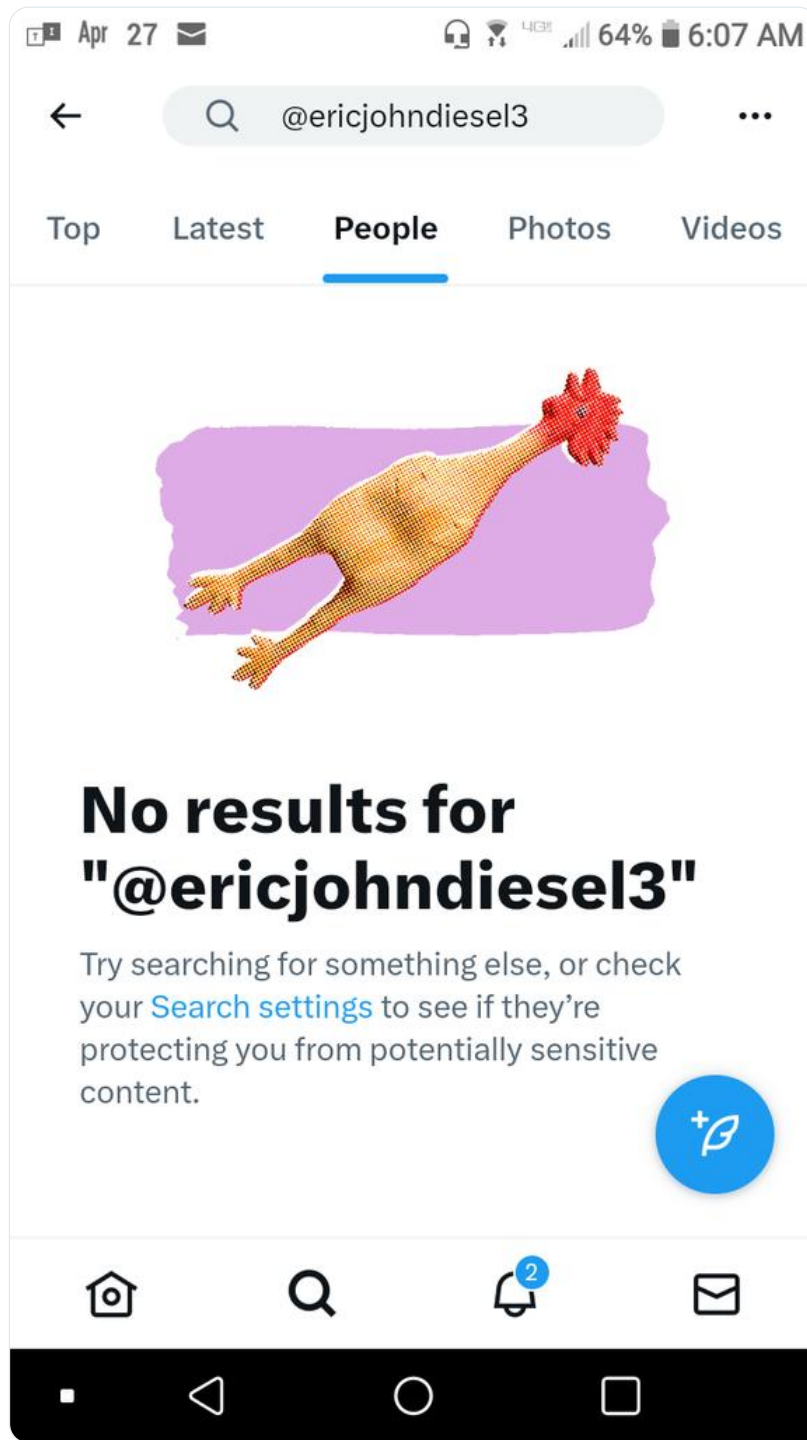 Apr 27 4G 64% 6:07 AM
@ericjohndiesel3
Top Latest People Photos Videos
No results for
"@ericjohndiesel3"
Try searching for something else, or check
your Search settings to see if they’re
protecting you from potentially sensitive
content.
2